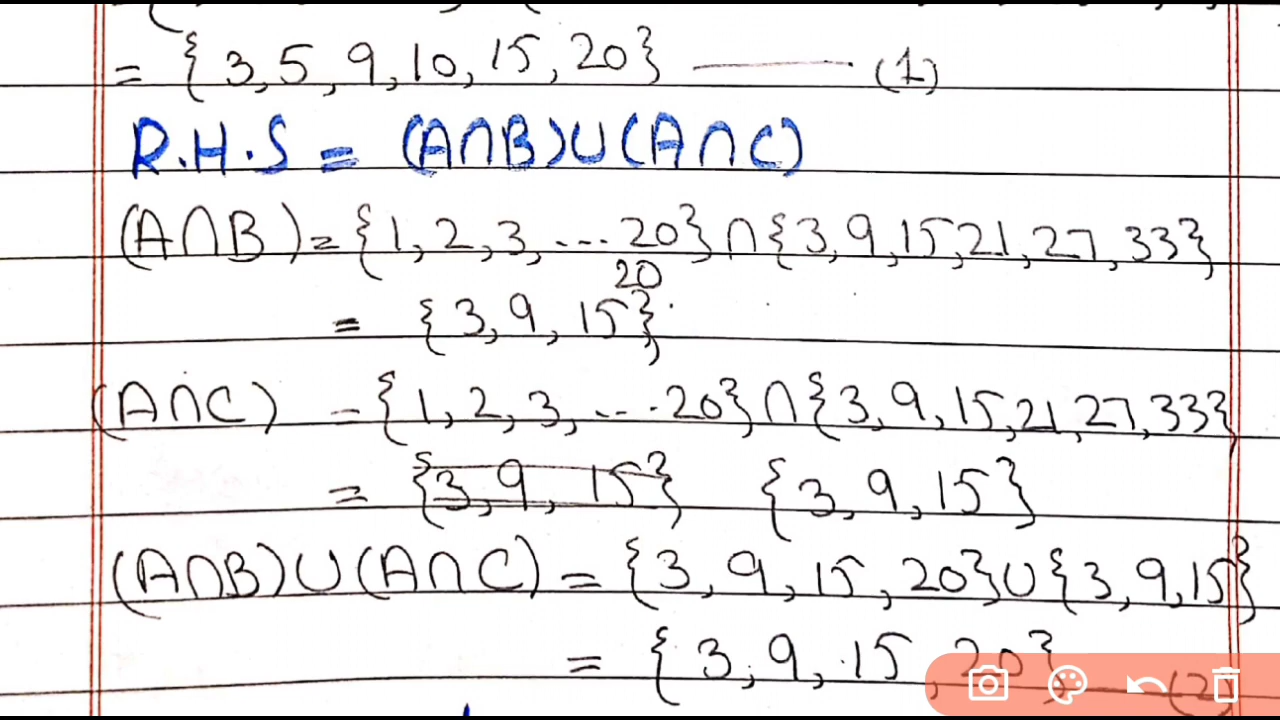 = {3, 5, 9, 10, 15, 20} ——— (1)
R.H.S = (A∩B)∪(A∩C)
(A∩B) = {1, 2, 3, ... 20} ∩ {3, 9, 15, 21, 27, 33}
20
= {3, 9, 15}
(A∩C) = {1, 2, 3, ... 20} ∩ {3, 9, 15, 21, 27, 33}
= {3, 9, 15} {3, 9, 15}
(A∩B)∪(A∩C) = {3, 9, 15, 20} ∪ {3, 9, 15}
= {3, 9, 15, 20} — (2)